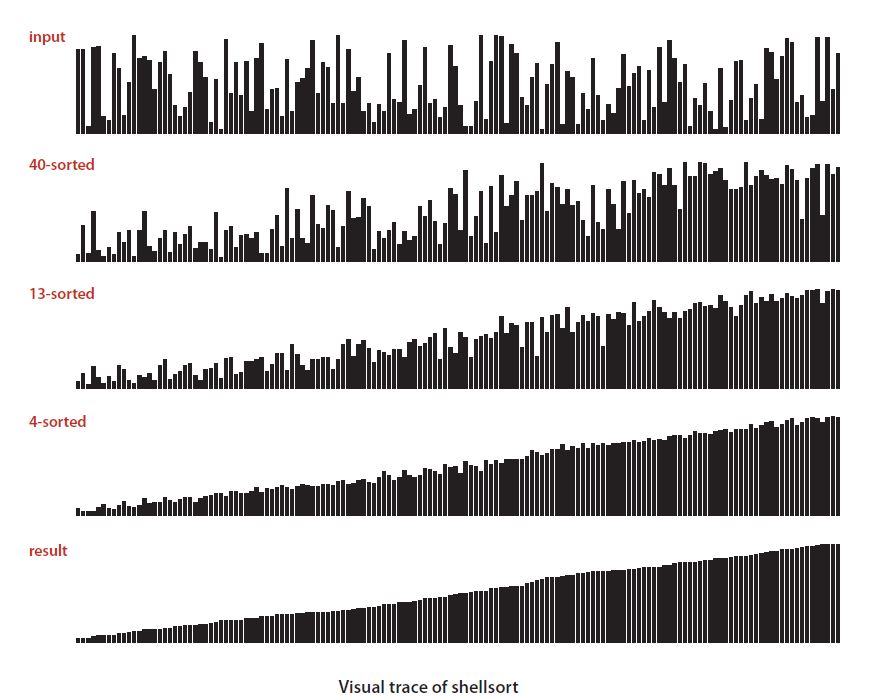 input
40-sorted
13-sorted
4-sorted
result
Visual trace of shellsort